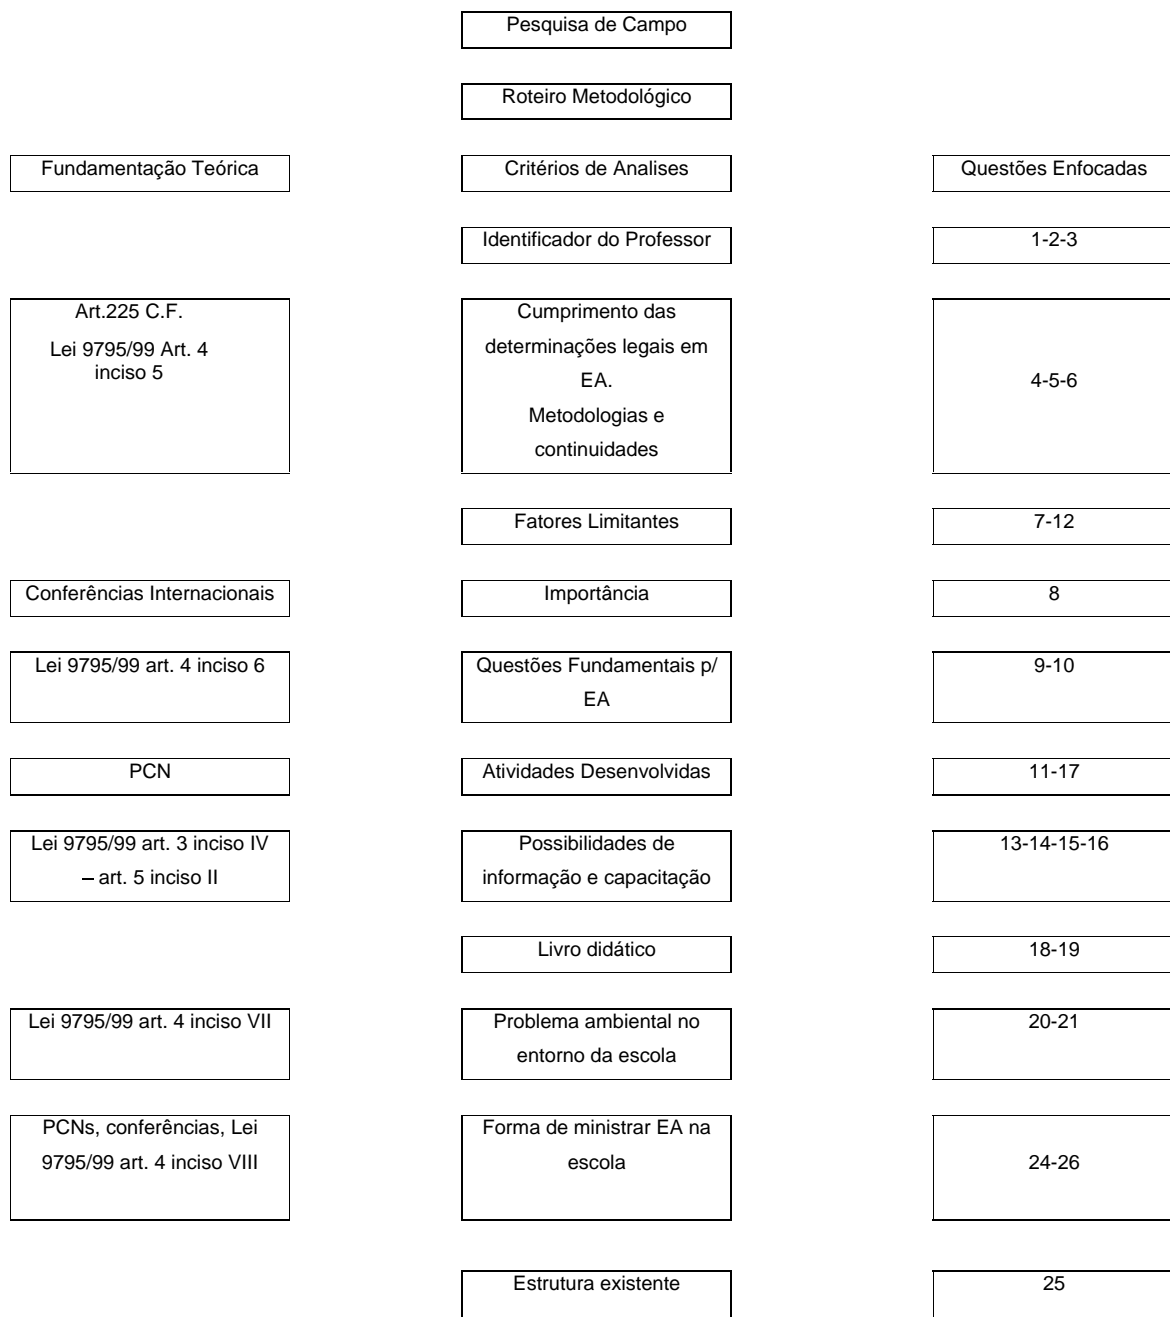 Pesquisa de Campo
Roteiro Metodológico
Fundamentação Teórica
Critérios de Analises
Questões Enfocadas
Identificador do Professor
1-2-3
Art.225 C.F.
Lei 9795/99 Art. 4
inciso 5
Cumprimento das
determinações legais em
EA.
Metodologias e
continuidades
4-5-6
Fatores Limitantes
7-12
Conferências Internacionais
Importância
8
Lei 9795/99 art. 4 inciso 6
Questões Fundamentais p/
EA
9-10
PCN
Atividades Desenvolvidas
11-17
Lei 9795/99 art. 3 inciso IV
– art. 5 inciso II
Possibilidades de
informação e capacitação
13-14-15-16
Livro didático
18-19
Lei 9795/99 art. 4 inciso VII
Problema ambiental no
entorno da escola
20-21
PCNs, conferências, Lei
9795/99 art. 4 inciso VIII
Forma de ministrar EA na
escola
24-26
Estrutura existente
25